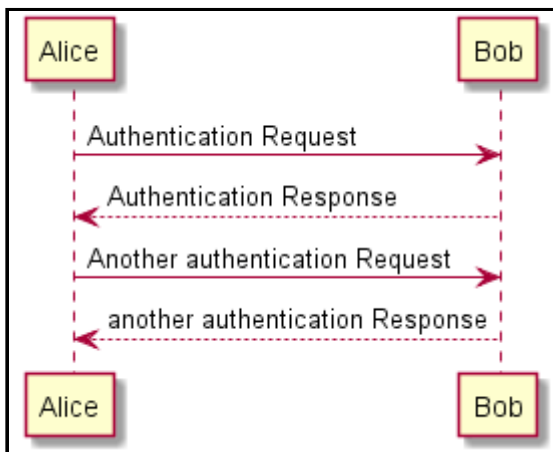 Alice
Bob
Authentication Request
Authentication Response
Another authentication Request
another authentication Response
Alice
Bob